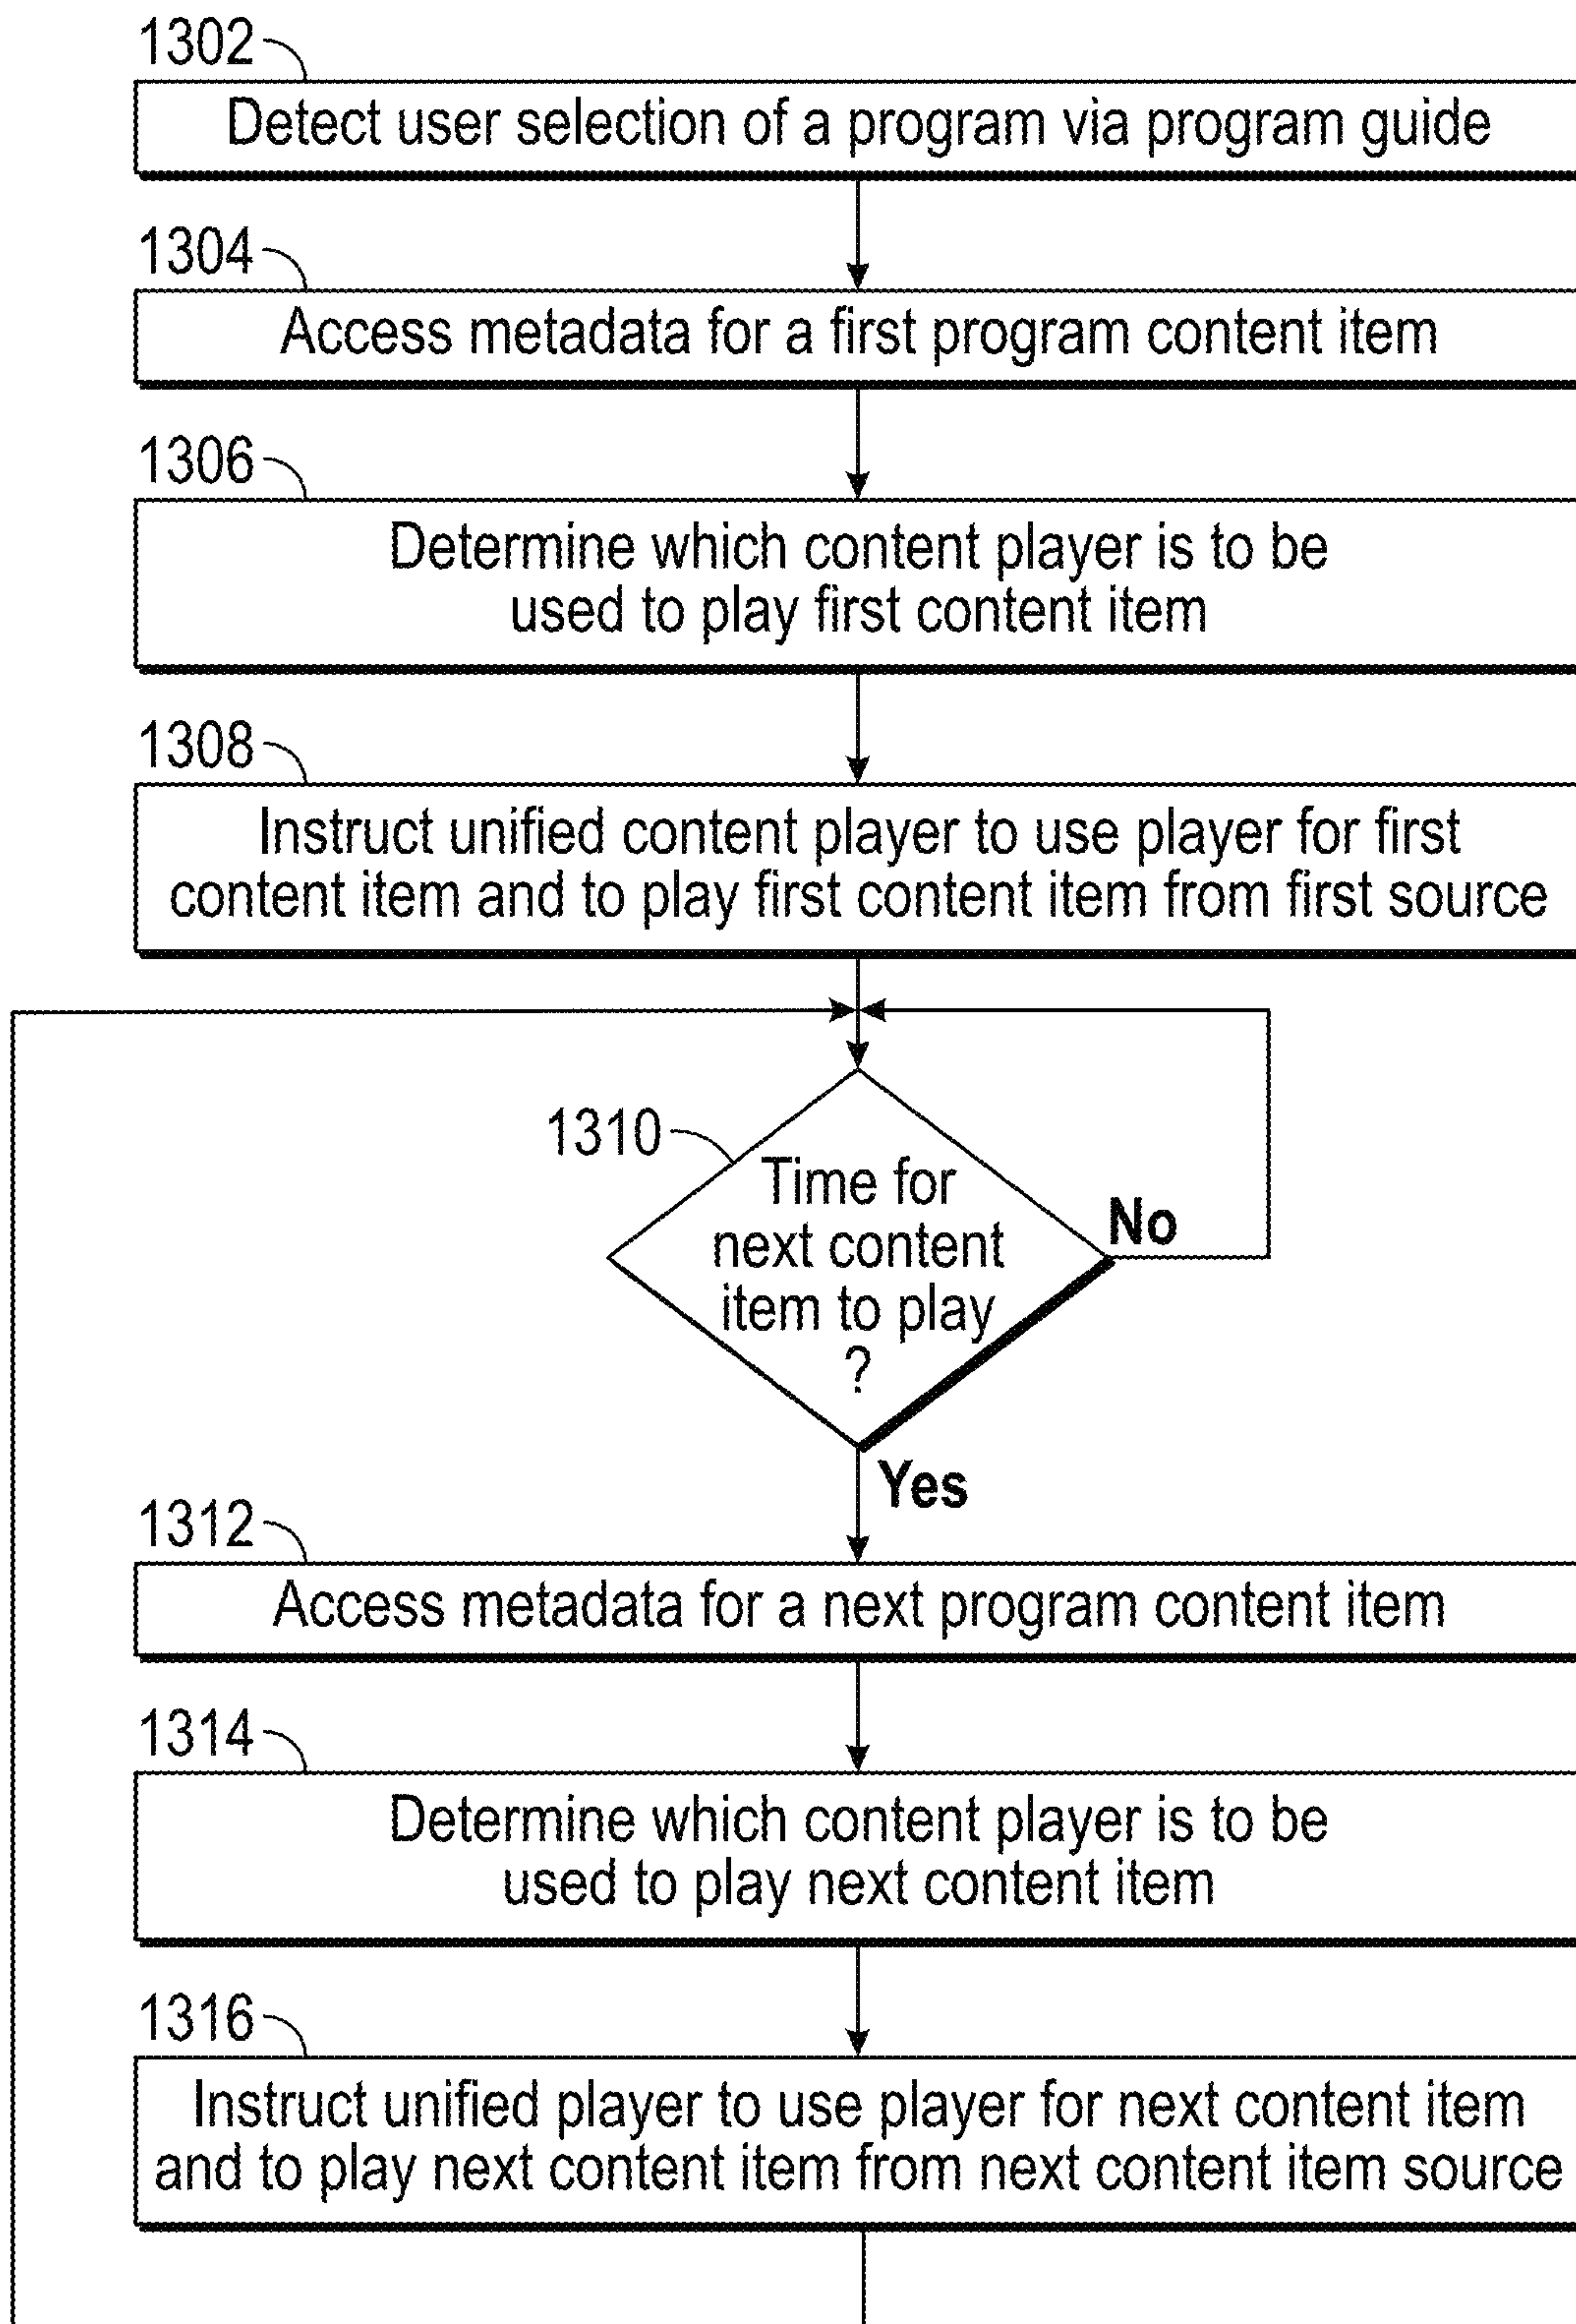 1302
Detect user selection of a program via program guide
1304
Access metadata for a first program content item
1306
Determine which content player is to be
used to play first content item
1308
Instruct unified content player to use player for first
content item and to play first content item from first source
1310
Time for
next content
item to play
?
No
Yes
1312
Access metadata for a next program content item
1314
Determine which content player is to be
used to play next content item
1316
Instruct unified player to use player for next content item
and to play next content item from next content item source